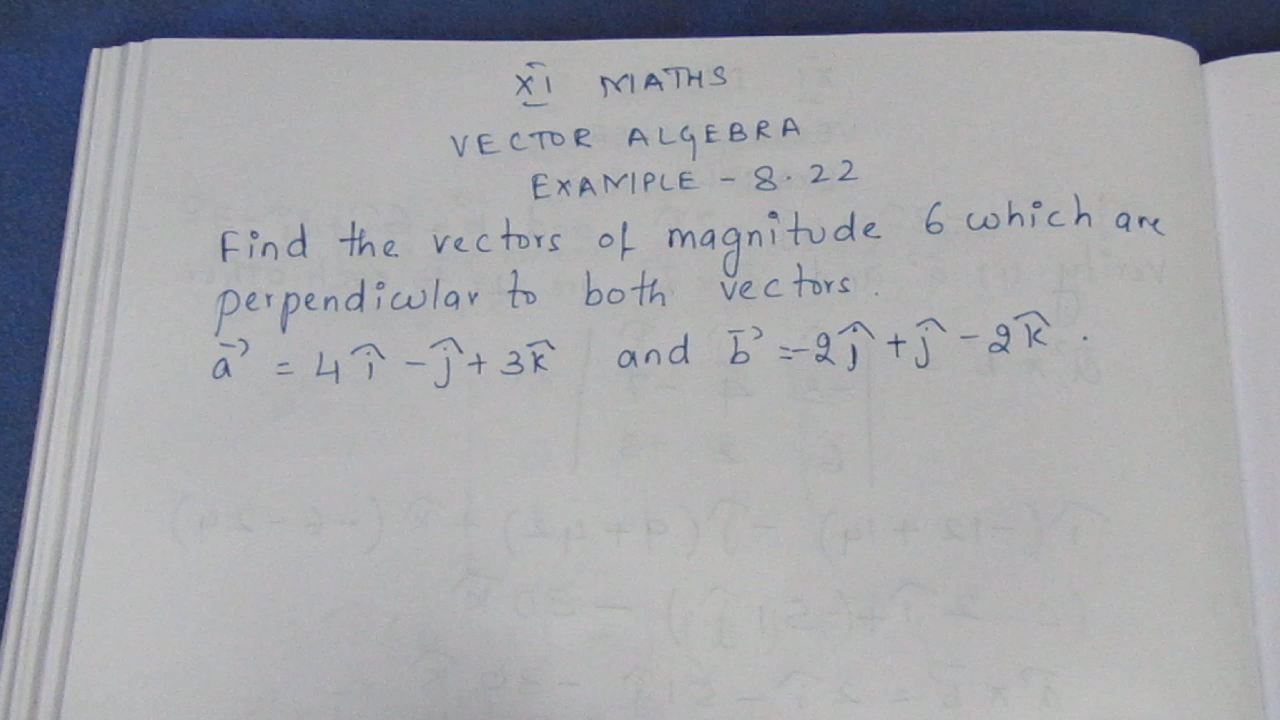 XI MATHS
VECTOR ALGEBRA
EXAMPLE - 8.22
Find the vectors of magnitude 6 which are
perpendicular to both vectors.
a⃗ = 4î - ĵ + 3k̂ and b⃗ = -2ĵ + ĵ - 2k̂.